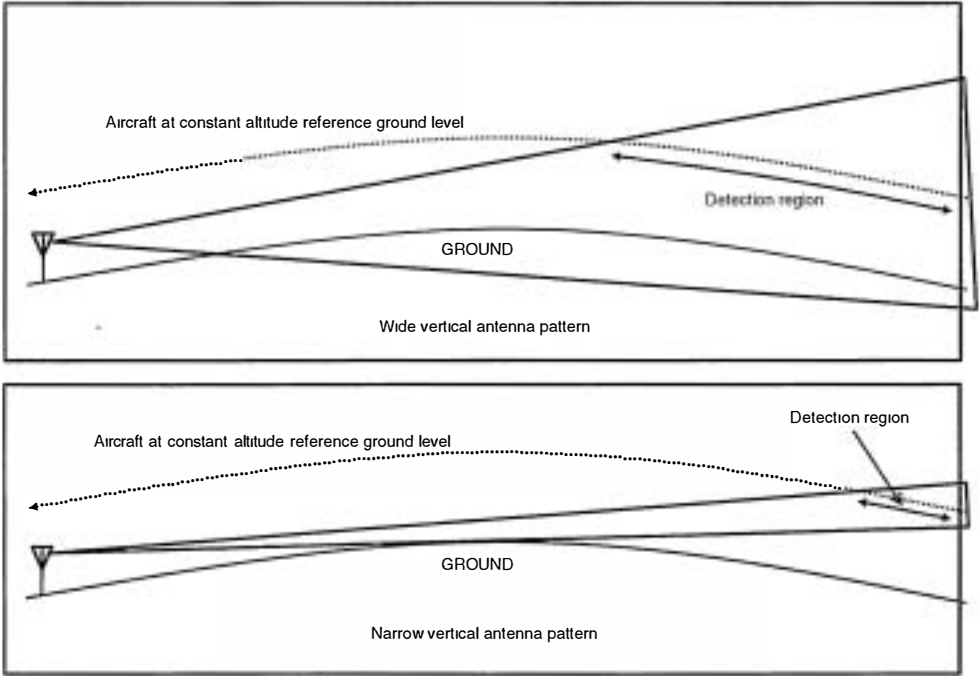 Aircraft at constant altitude reference ground level
Detection region
GROUND
Wide vertical antenna pattern
Detection region
Aircraft at constant altitude reference ground level
GROUND
Narrow vertical antenna pattern